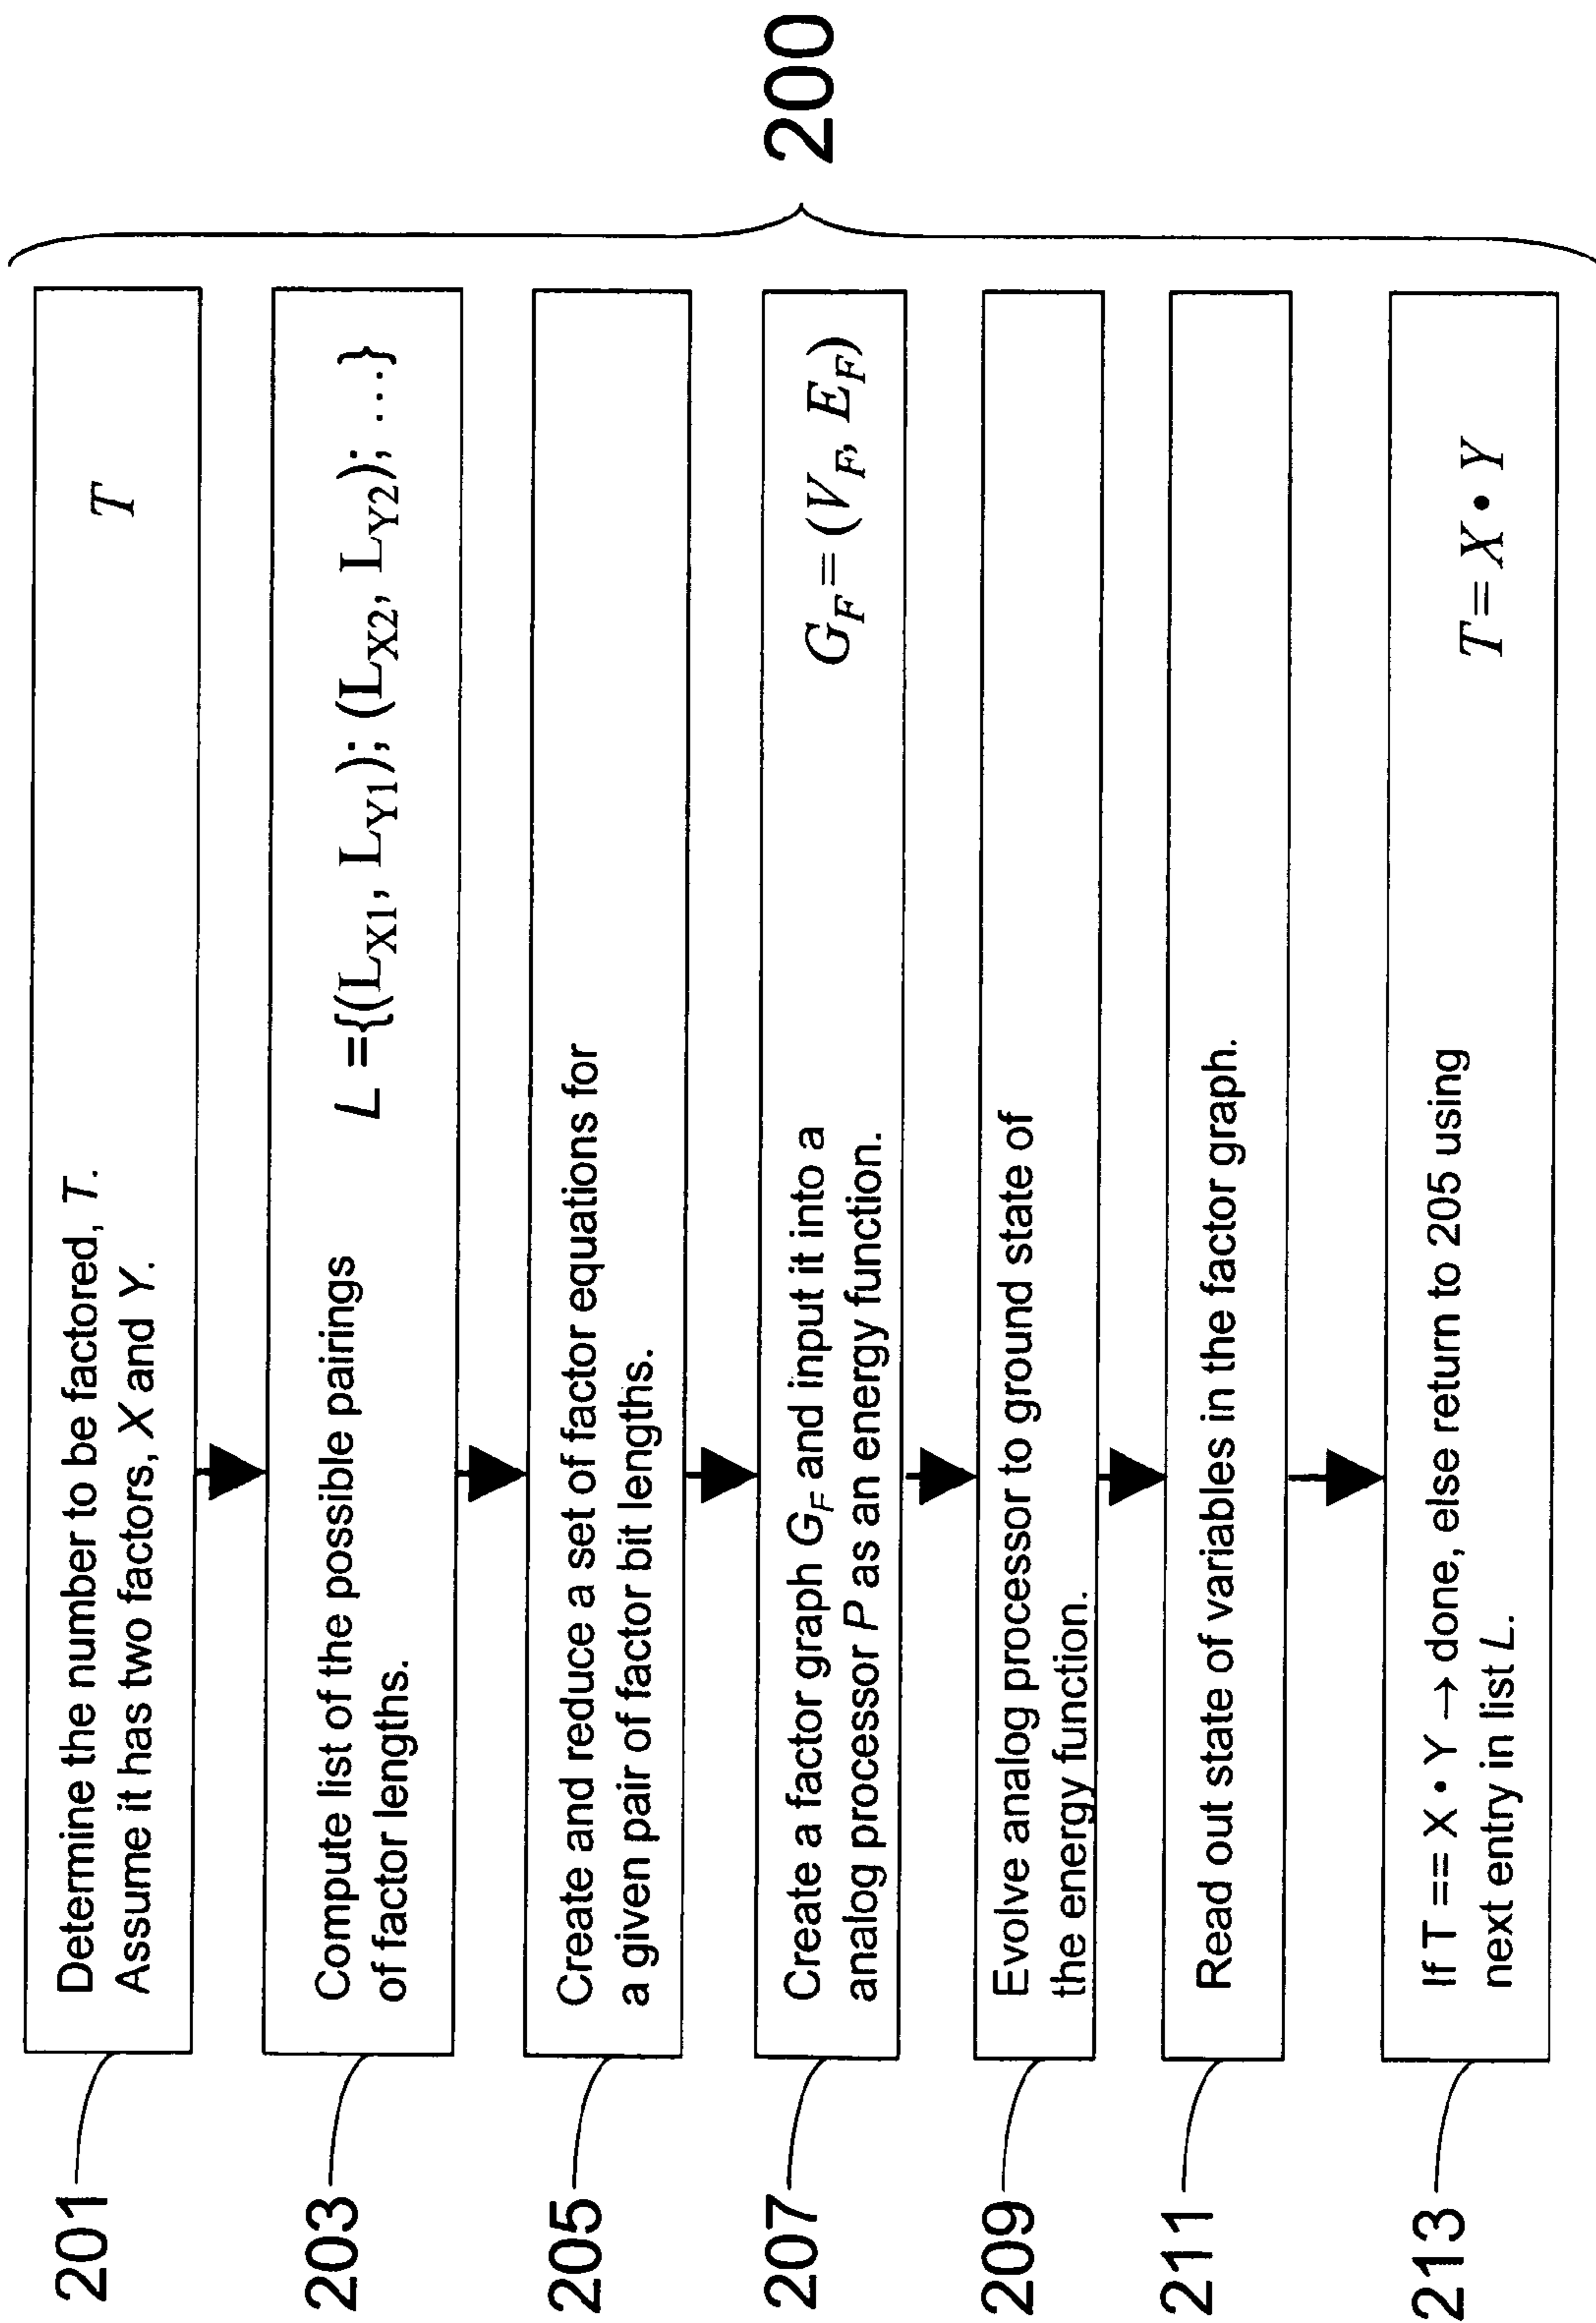 201
Determine the number to be factored, T.
Assume it has two factors, X and Y.
T
203
Compute list of the possible pairings
of factor lengths.
L ={(L_X1, L_Y1); (L_X2, L_Y2); …}
205
Create and reduce a set of factor equations for
a given pair of factor bit lengths.
207
Create a factor graph G_F and input it into a
analog processor P as an energy function.
G_F = (V_F, E_F)
209
Evolve analog processor to ground state of
the energy function.
211
Read out state of variables in the factor graph.
213
If T == X • Y → done, else return to 205 using
next entry in list L.
T = X • Y
200